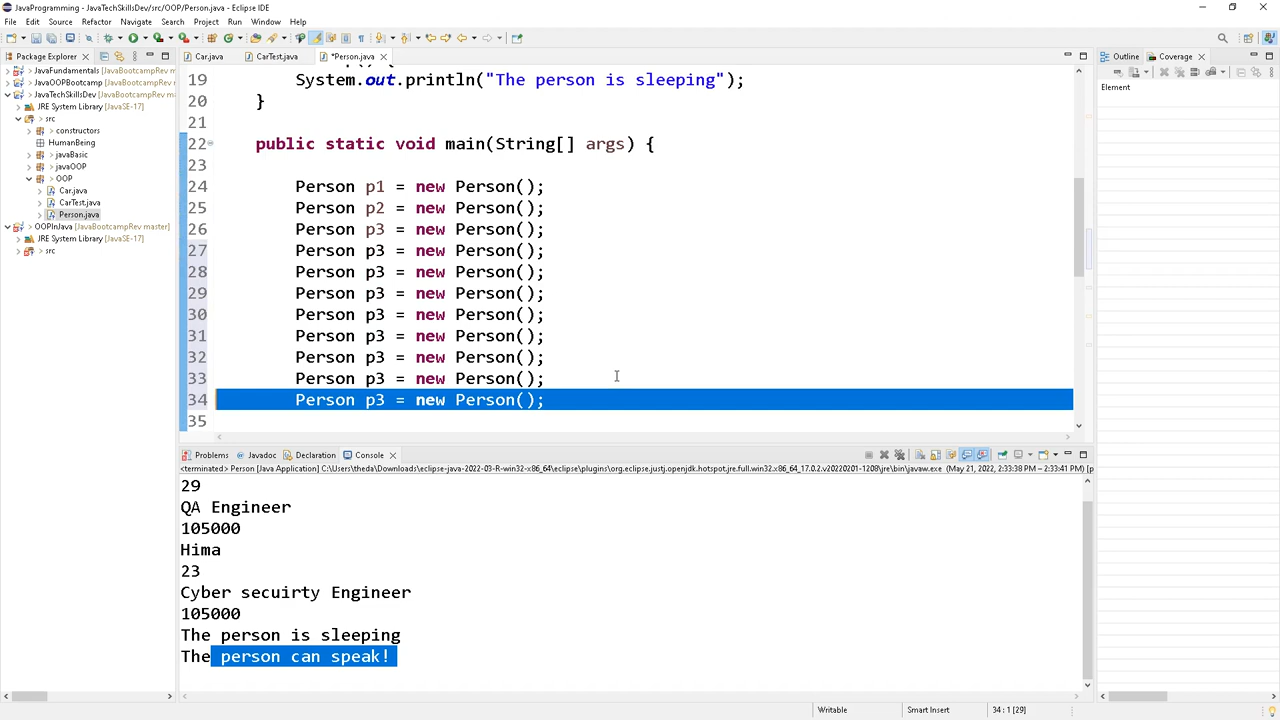 JavaProgramming - JavaTechSkillsDev/src/OOP/Person.java - Eclipse IDE
File Edit Source Refactor Navigate Search Project Run Window Help
Package Explorer
Car.java CarTest.java *Person.java
Outline Coverage
JavaFundamentals [JavaBootcampRev
JavaOOPBootcamp [JavaBootcampRev
JavaTechSkillsDev [JavaBootcampRev ma
JRE System Library [JavaSE-17]
src
constructors
HumanBeing
javaBasic
javaOOP
OOP
Car.java
CarTest.java
Person.java
OOPInJava [JavaBootcampRev master]
JRE System Library [JavaSE-17]
src
19 System.out.println("The person is sleeping");
20 }
21
22 public static void main(String[] args) {
23
24 Person p1 = new Person();
25 Person p2 = new Person();
26 Person p3 = new Person();
27 Person p3 = new Person();
28 Person p3 = new Person();
29 Person p3 = new Person();
30 Person p3 = new Person();
31 Person p3 = new Person();
32 Person p3 = new Person();
33 Person p3 = new Person();
34 Person p3 = new Person();
35
Element
Problems Javadoc Declaration Console
<terminated> Person [Java Application] C:\Users\theda\Downloads\eclipse-java-2022-03-R-win32-x86_64\eclipse\plugins\org.eclipse.justj.openjdk.hotspot.jre.full.win32.x86_64_17.0.2.v20220201-1208\jre\bin\javaw.exe (May 21, 2022, 2:33:38 PM – 2:33:41 PM) [p
29
QA Engineer
105000
Hima
23
Cyber secuirty Engineer
105000
The person is sleeping
The person can speak!
Writable Smart Insert 34 : 1 [29]